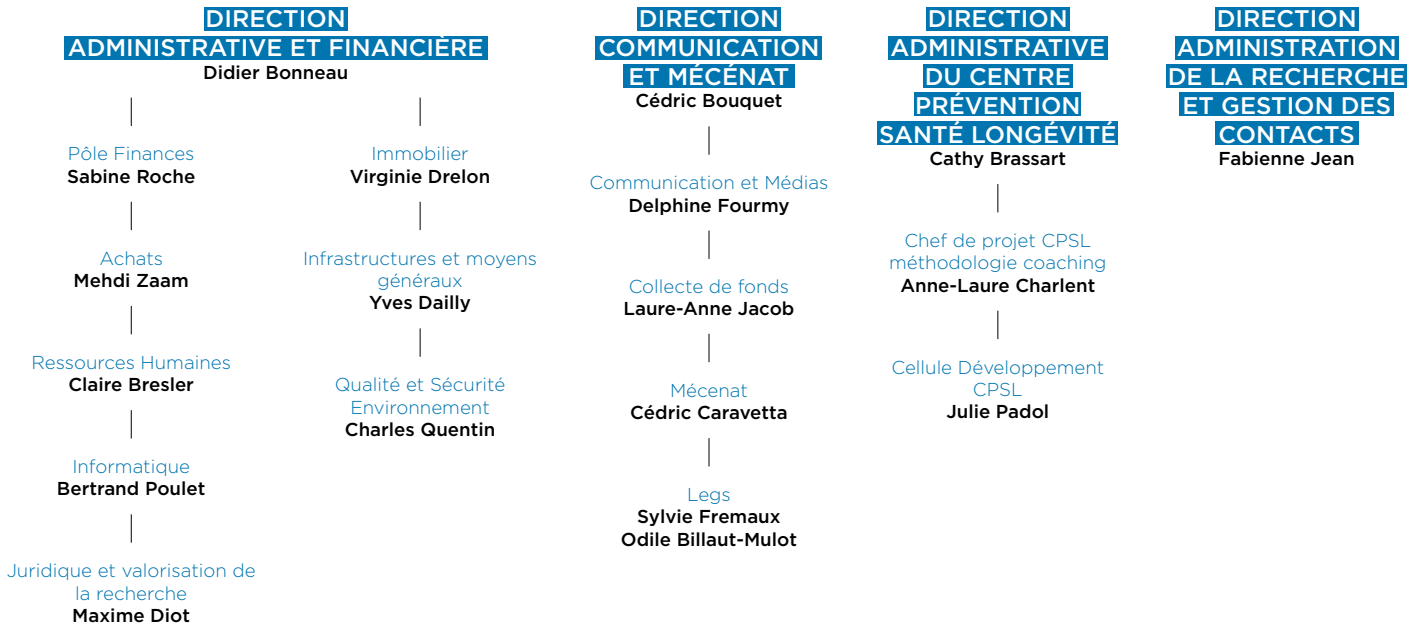 DIRECTION
ADMINISTRATIVE ET FINANCIÈRE
Didier Bonneau
Pôle Finances
Sabine Roche
Achats
Mehdi Zaam
Ressources Humaines
Claire Bresler
Informatique
Bertrand Poulet
Juridique et valorisation de
la recherche
Maxime Diot
Immobilier
Virginie Drelon
Infrastructures et moyens
généraux
Yves Dailly
Qualité et Sécurité
Environnement
Charles Quentin
DIRECTION
COMMUNICATION
ET MÉCÉNAT
Cédric Bouquet
Communication et Médias
Delphine Fourmy
Collecte de fonds
Laure-Anne Jacob
Mécenat
Cédric Caravetta
Legs
Sylvie Fremaux
Odile Billaut-Mulot
DIRECTION
ADMINISTRATIVE
DU CENTRE
PRÉVENTION
SANTÉ LONGÉVITÉ
Cathy Brassart
Chef de projet CPSL
méthodologie coaching
Anne-Laure Charlent
Cellule Développement
CPSL
Julie Padol
DIRECTION
ADMINISTRATION
DE LA RECHERCHE
ET GESTION DES
CONTACTS
Fabienne Jean